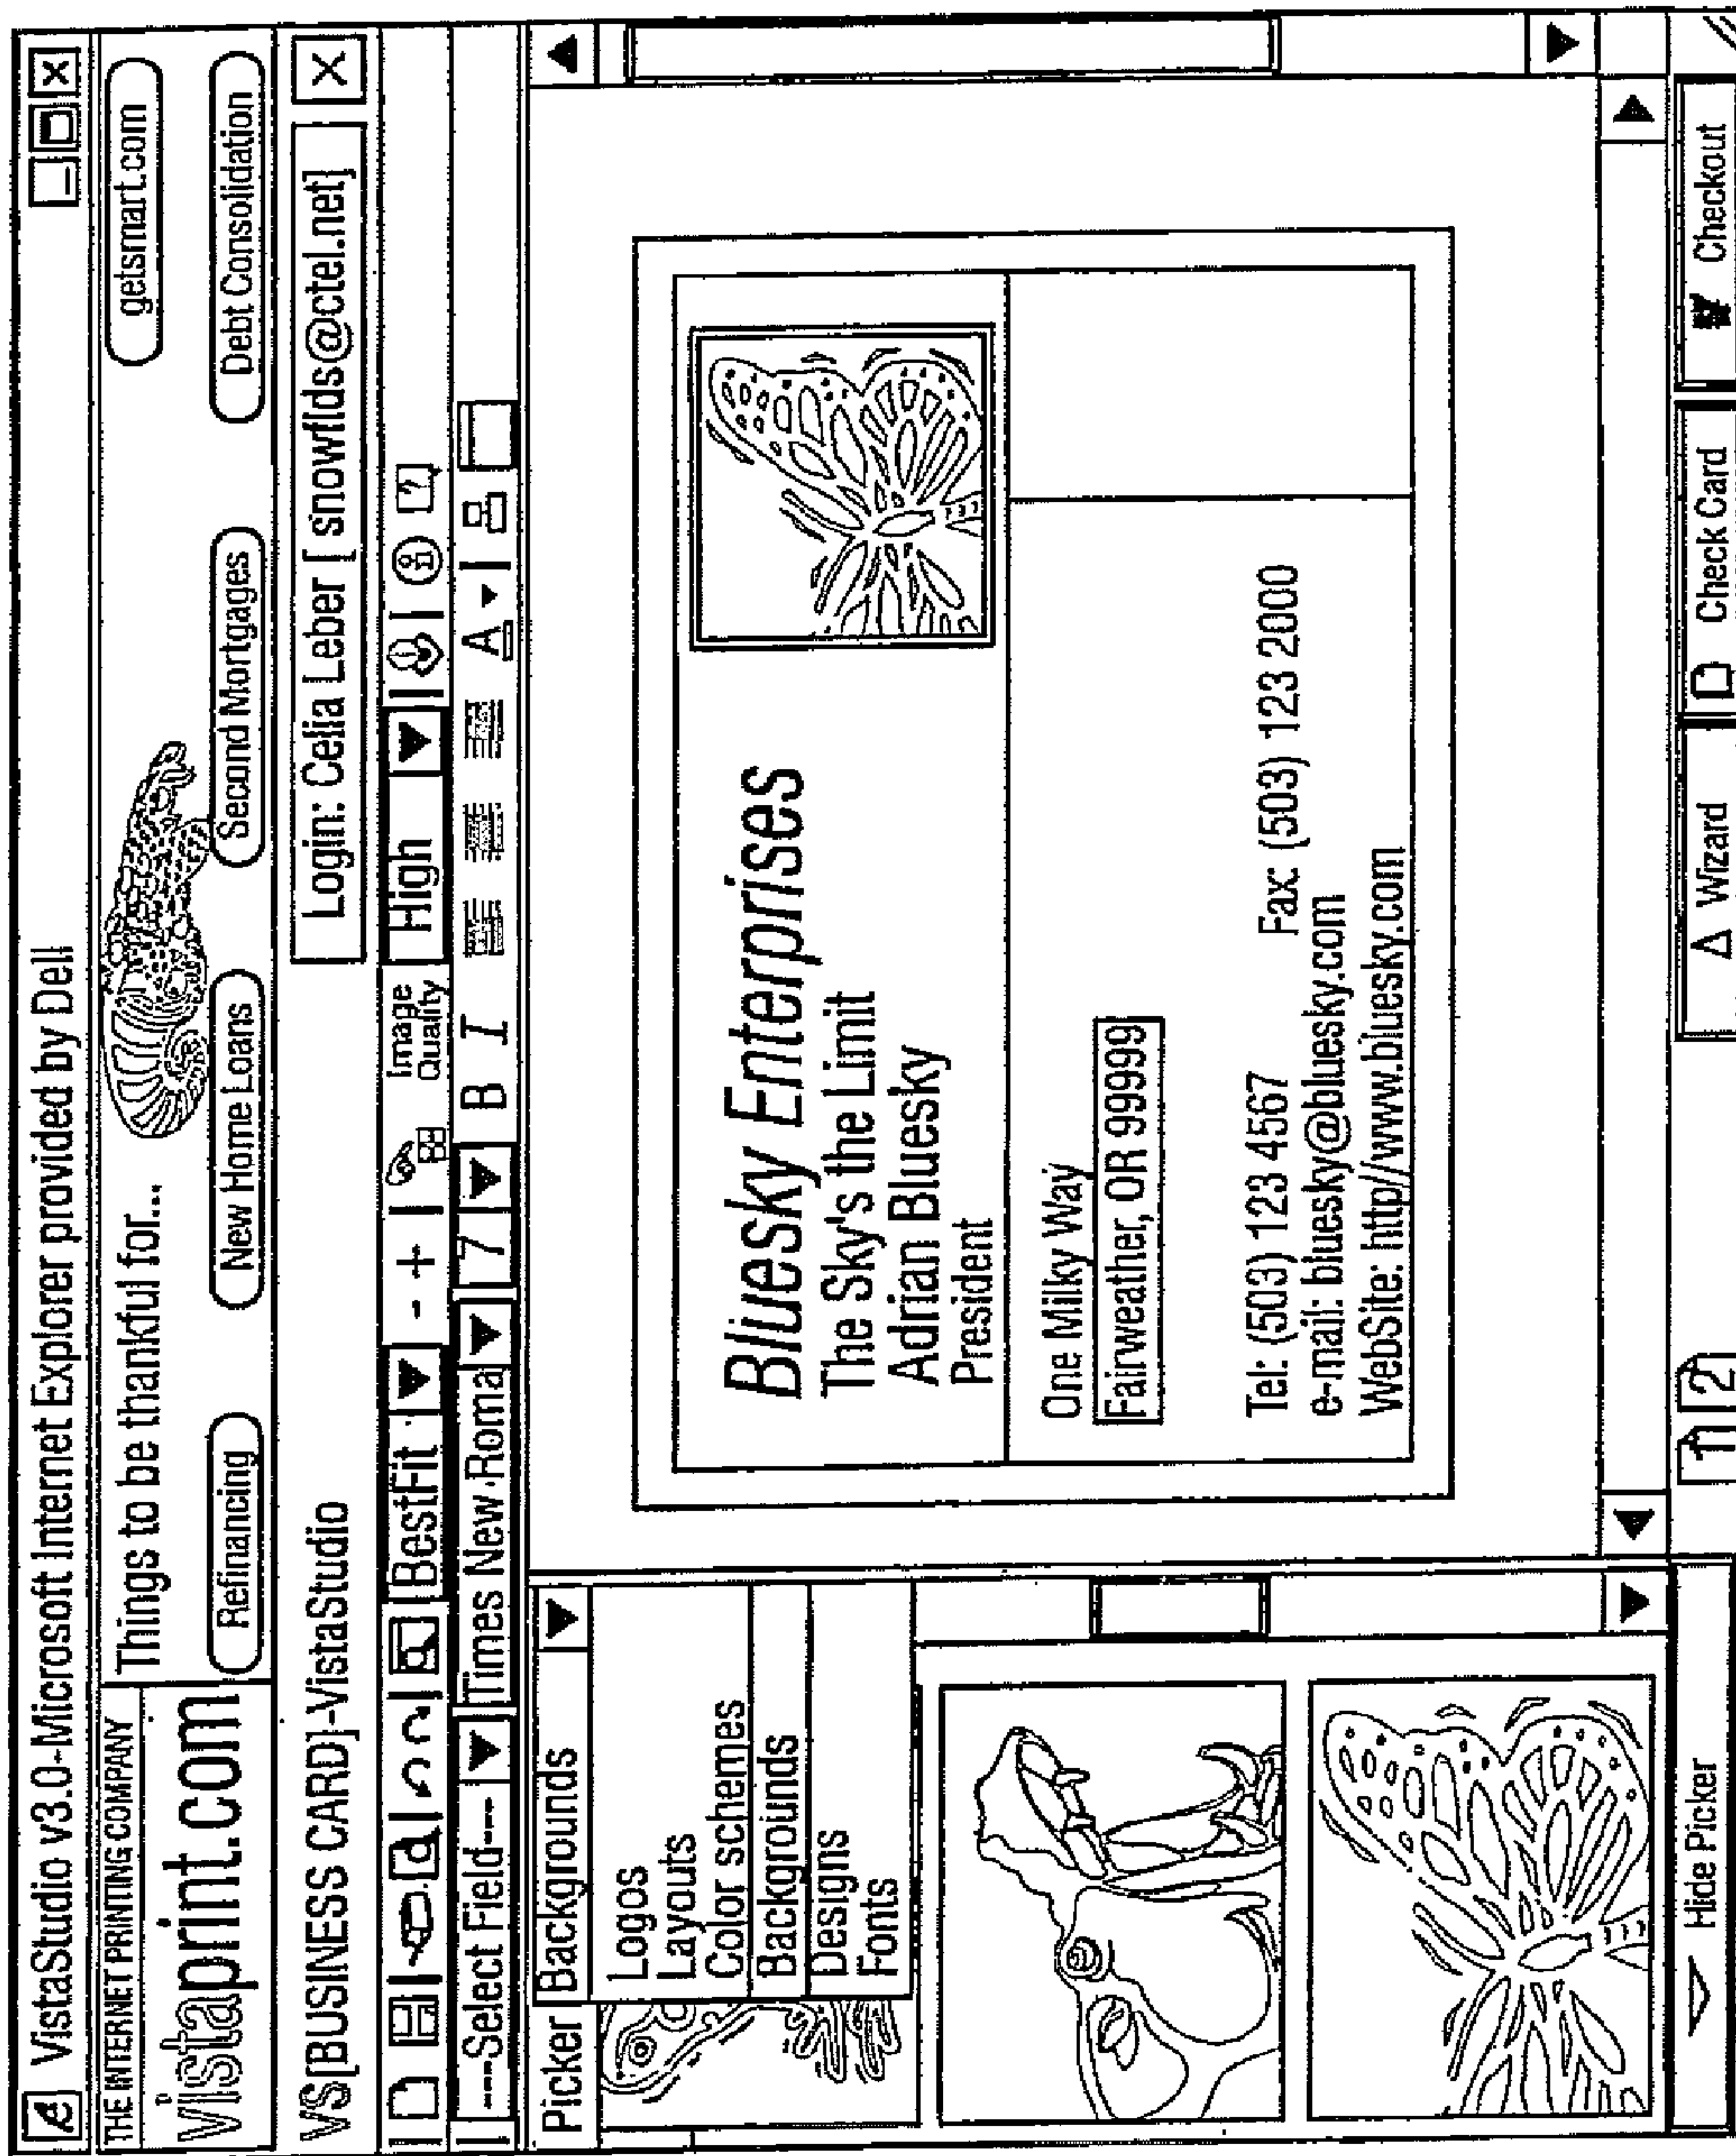 VistaStudio v3.0-Microsoft Internet Explorer provided by Dell
THE INTERNET PRINTING COMPANY
vistaprint.com
Things to be thankful for...
getsmart.com
Refinancing
New Home Loans
Second Mortgages
Debt Consolidation
VS[BUSINESS CARD]-VistaStudio
Login: Celia Leber [ snowflds@ctel.net]
BestFit
- +
Image
Quality
High
---Select Field---
Times New Roma
7
B I
A
Picker
Backgrounds
Logos
Layouts
Color schemes
Backgrounds
Designs
Fonts
Bluesky Enterprises
The Sky's the Limit
Adrian Bluesky
President
One Milky Way
Fairweather, OR 99999
Tel: (503) 123 4567 Fax: (503) 123 2000
e-mail: bluesky@bluesky.com
WebSite: http//www.bluesky.com
Hide Picker
1 2
Wizard
Check Card
Checkout